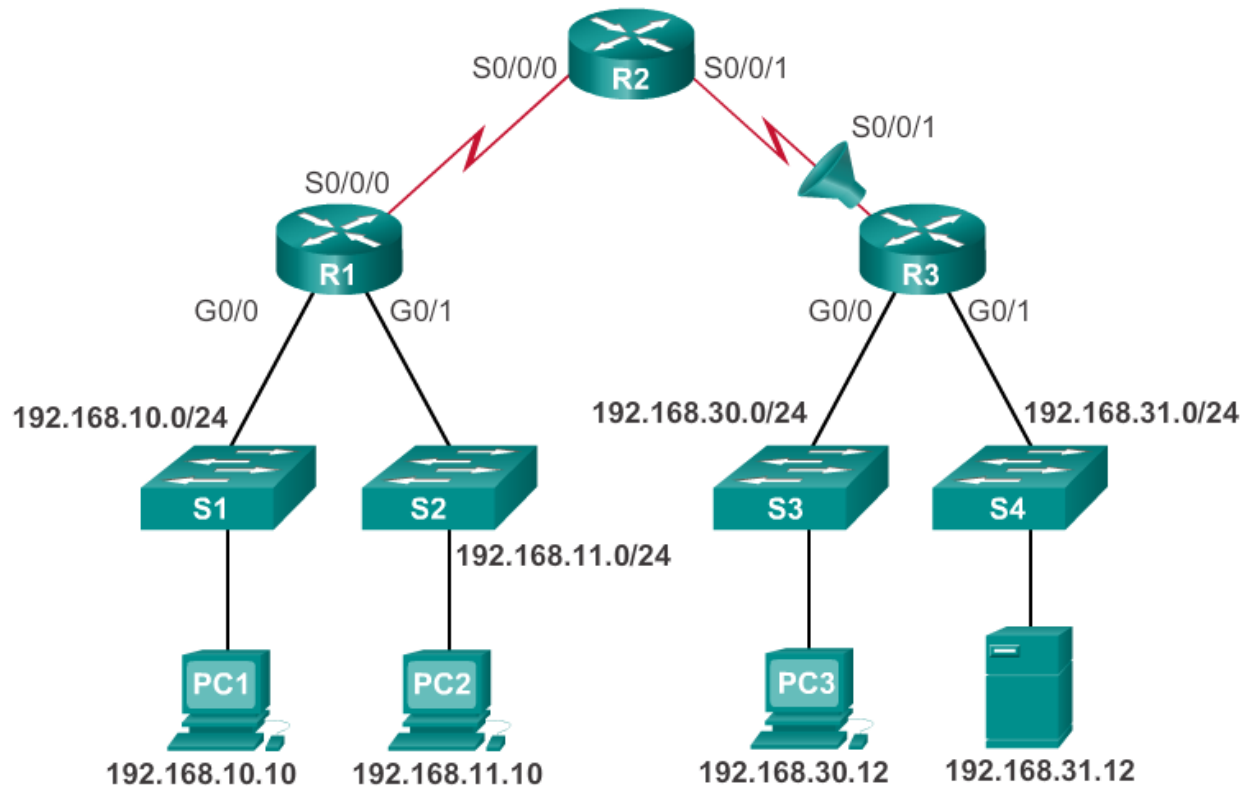 R2
S0/0/0
S0/0/1
S0/0/1
S0/0/0
R1
R3
G0/0
G0/1
G0/0
G0/1
192.168.10.0/24
192.168.30.0/24
192.168.31.0/24
S1
S2
S3
S4
192.168.11.0/24
PC1
PC2
PC3
192.168.10.10
192.168.11.10
192.168.30.12
192.168.31.12